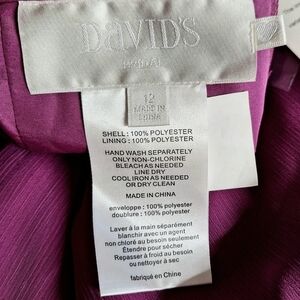 DAVID'S
BRIDAL
12
MADE IN
CHINA
SHELL : 100% POLYESTER
LINING : 100% POLYESTER
HAND WASH SEPARATELY
ONLY NON-CHLORINE
BLEACH AS NEEDED
LINE DRY
COOL IRON AS NEEDED
OR DRY CLEAN
MADE IN CHINA
enveloppe : 100% polyester
doublure : 100% polyester
Laver à la main séparément
blanchir avec un agent
non chloré au besoin seulement
Étendre pour sécher
Repasser à froid au besoin
ou nettoyer à sec
fabriqué en Chine